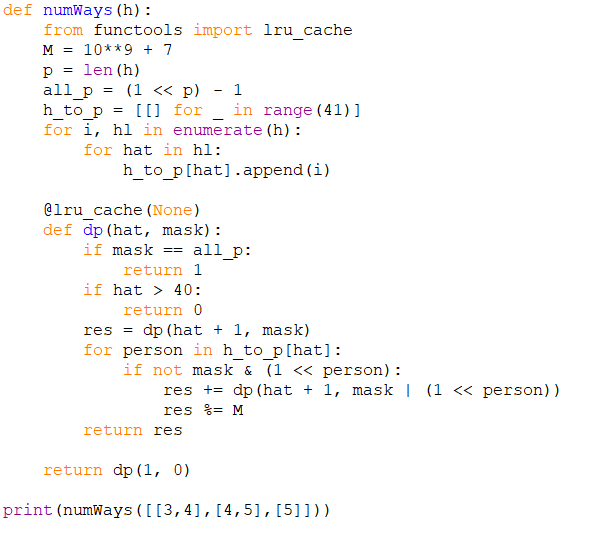 def numWays(h):
    from functools import lru_cache
    M = 10**9 + 7
    p = len(h)
    all_p = (1 << p) - 1
    h_to_p = [[] for _ in range(41)]
    for i, hl in enumerate(h):
        for hat in hl:
            h_to_p[hat].append(i)

    @lru_cache(None)
    def dp(hat, mask):
        if mask == all_p:
            return 1
        if hat > 40:
            return 0
        res = dp(hat + 1, mask)
        for person in h_to_p[hat]:
            if not mask & (1 << person):
                res += dp(hat + 1, mask | (1 << person))
                res %= M
        return res

    return dp(1, 0)

print(numWays([[3,4],[4,5],[5]]))